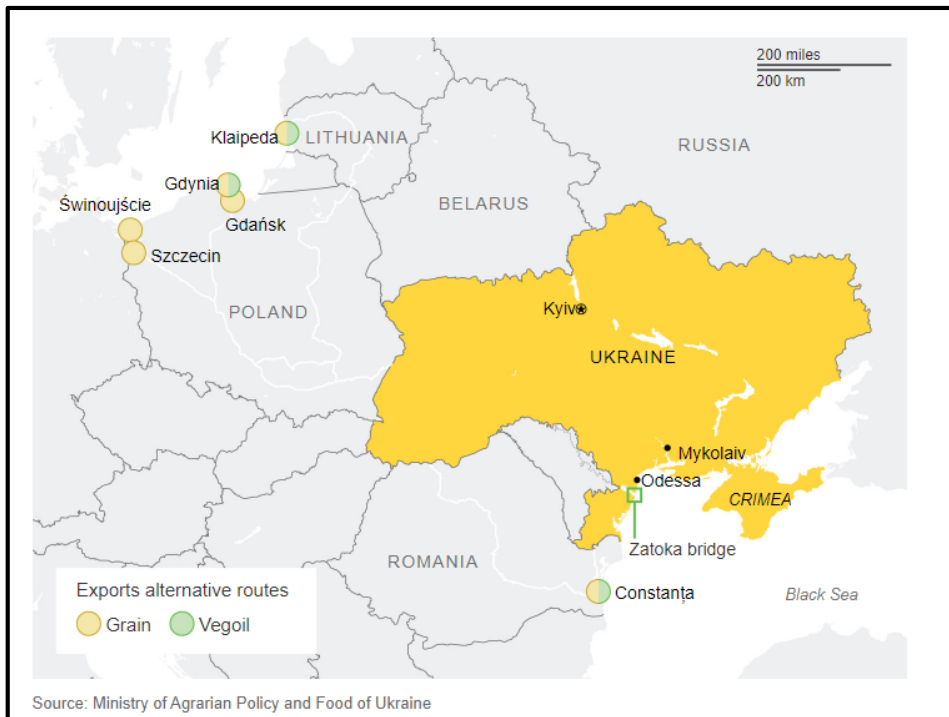 200 miles
200 km
RUSSIA
Klaipeda
LITHUANIA
Gdynia
BELARUS
Świnoujście
Gdańsk
Szczecin
POLAND
Kyiv
UKRAINE
Mykolaiv
Odessa
CRIMEA
Zatoka bridge
ROMANIA
Constanța
Black Sea
Exports alternative routes
Grain
Vegoil
Source: Ministry of Agrarian Policy and Food of Ukraine